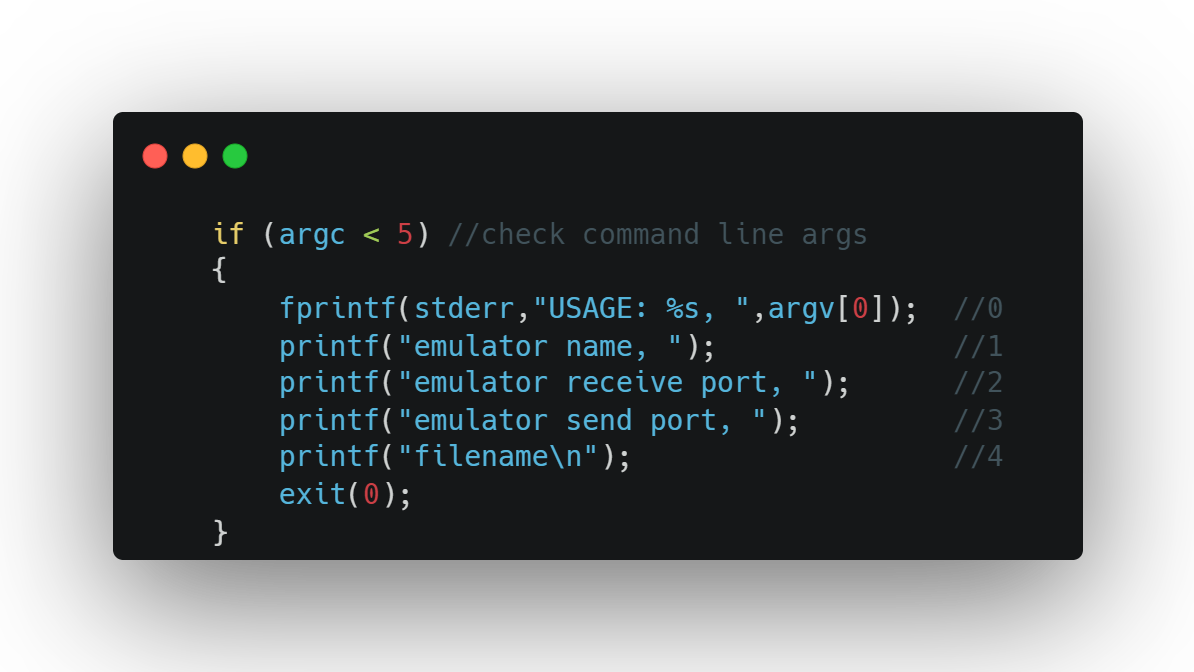 if (argc < 5) //check command line args
{
    fprintf(stderr,"USAGE: %s, ",argv[0]);  //0
    printf("emulator name, ");              //1
    printf("emulator receive port, ");      //2
    printf("emulator send port, ");         //3
    printf("filename\n");                   //4
    exit(0);
}